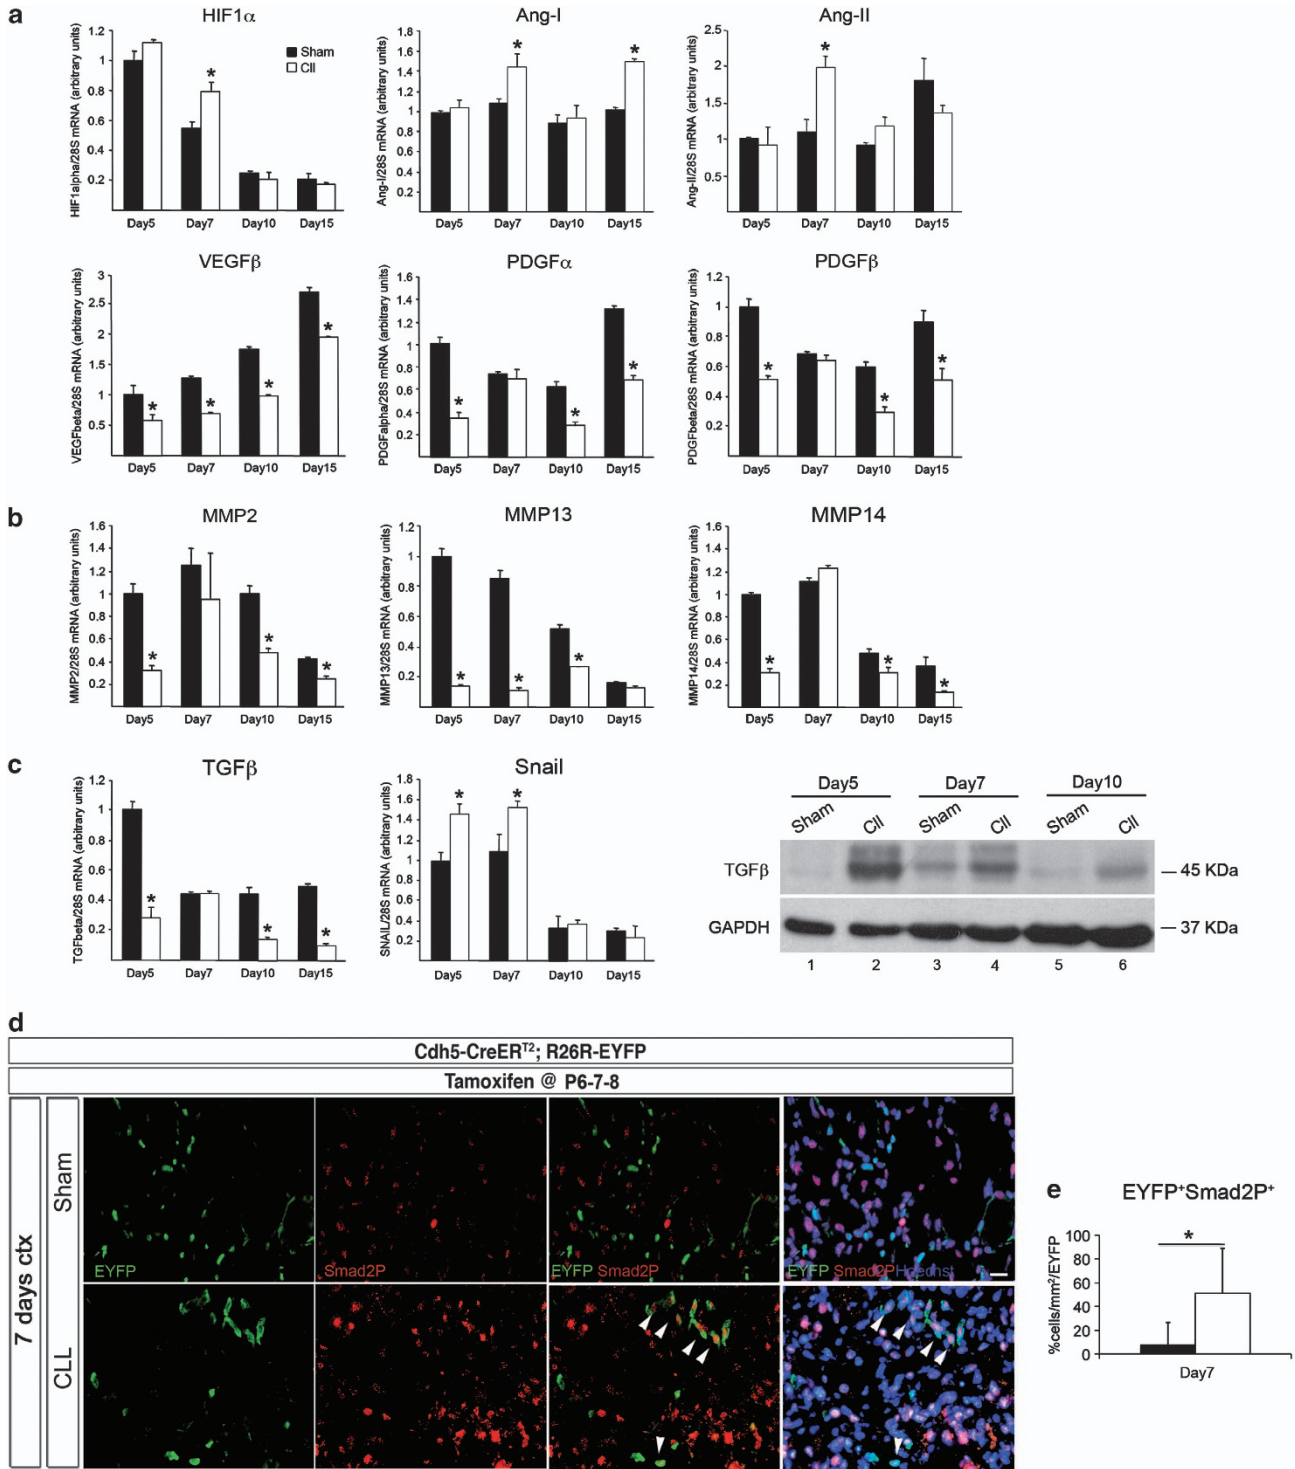 a
HIF1α
HIF1alpha/28S mRNA (arbitrary units)
1.2
1
0.8
0.6
0.4
0.2
Sham
CII
Day5 Day7 Day10 Day15
*
Ang-I
Ang-I/28S mRNA (arbitrary units)
1.8
1.6
1.4
1.2
1
0.8
0.6
0.4
0.2
* *
Day5 Day7 Day10 Day15
Ang-II
Ang-II/28S mRNA (arbitrary units)
2.5
2
1.5
1
0.5
*
Day5 Day7 Day10 Day15
VEGFβ
VEGFbeta/28S mRNA (arbitrary units)
3
2.5
2
1.5
1
0.5
* * * *
Day5 Day7 Day10 Day15
PDGFα
PDGFalpha/28S mRNA (arbitrary units)
1.6
1.4
1.2
1
0.8
0.6
0.4
0.2
* * *
Day5 Day7 Day10 Day15
PDGFβ
PDGFbeta/28S mRNA (arbitrary units)
1.2
1
0.8
0.6
0.4
0.2
* * *
Day5 Day7 Day10 Day15
b
MMP2
MMP2/28S mRNA (arbitrary units)
1.6
1.4
1.2
1
0.8
0.6
0.4
0.2
* * *
Day5 Day7 Day10 Day15
MMP13
MMP13/28S mRNA (arbitrary units)
1.2
1
0.8
0.6
0.4
0.2
* * *
Day5 Day7 Day10 Day15
MMP14
MMP14/28S mRNA (arbitrary units)
1.6
1.4
1.2
1
0.8
0.6
0.4
0.2
* * *
Day5 Day7 Day10 Day15
c
TGFβ
TGFbeta/28S mRNA (arbitrary units)
1.2
1
0.8
0.6
0.4
0.2
* * *
Day5 Day7 Day10 Day15
Snail
SNAIL/28S mRNA (arbitrary units)
1.8
1.6
1.4
1.2
1
0.8
0.6
0.4
0.2
* *
Day5 Day7 Day10 Day15
Day5 Day7 Day10
Sham CII Sham CII Sham CII
TGFβ
45 KDa
GAPDH
37 KDa
1 2 3 4 5 6
d
Cdh5-CreERT2; R26R-EYFP
Tamoxifen @ P6-7-8
7 days ctx
Sham
EYFP
Smad2P
EYFP Smad2P
EYFP Smad2PHoechst
CLL
e
EYFP+Smad2P+
%cells/mm2/EYFP
100
80
60
40
20
0
*
Day7